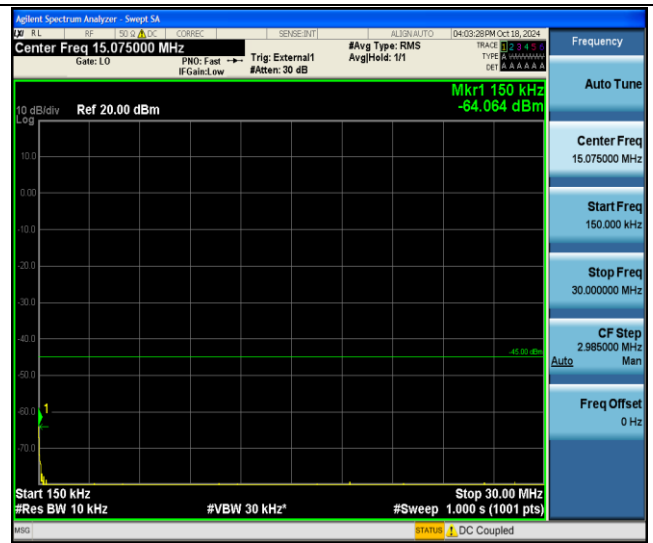 Agilent Spectrum Analyzer - Swept SA
RL RF 50 Ω DC CORREC SENSE:INT ALIGNAUTO 04:03:28PM Oct 18, 2024
Center Freq 15.075000 MHz #Avg Type: RMS TRACE 1 2 3 4 5 6
Gate: LO PNO: Fast Trig: External1 Avg|Hold: 1/1 TYPE A WWWWW
IFGain:Low #Atten: 30 dB DET A A A A A A
Mkr1 150 kHz
10 dB/div Ref 20.00 dBm -64.064 dBm
Log
10.0
0.00
-10.0
-20.0
-30.0
-40.0
-45.00 dBm
-50.0
-60.0
1
-70.0
Start 150 kHz Stop 30.00 MHz
#Res BW 10 kHz #VBW 30 kHz* #Sweep 1.000 s (1001 pts)
MSG STATUS DC Coupled
Frequency
Auto Tune
Center Freq
15.075000 MHz
Start Freq
150.000 kHz
Stop Freq
30.000000 MHz
CF Step
2.985000 MHz
Auto Man
Freq Offset
0 Hz